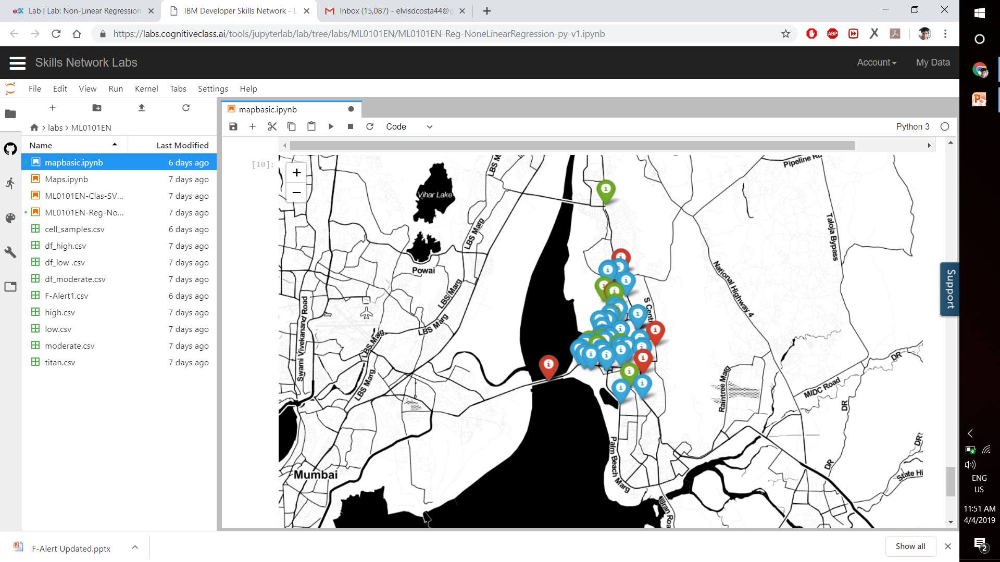 Lab | Lab: Non-Linear Regression
IBM Developer Skills Network - L
Inbox (15,087) - elvisdcosta44@g
https://labs.cognitiveclass.ai/tools/jupyterlab/lab/tree/labs/ML0101EN/ML0101EN-Reg-NoneLinearRegression-py-v1.ipynb
ABP
Skills Network Labs
Account
My Data
File Edit View Run Kernel Tabs Settings Help
mapbasic.ipynb
labs > ML0101EN
Code
Python 3
Name Last Modified
mapbasic.ipynb 6 days ago
Maps.ipynb 7 days ago
ML0101EN-Clas-SV... 7 days ago
ML0101EN-Reg-No... 7 days ago
cell_samples.csv 6 days ago
df_high.csv 7 days ago
df_low .csv 7 days ago
df_moderate.csv 7 days ago
F-Alert1.csv 6 days ago
high.csv 7 days ago
low.csv 7 days ago
moderate.csv 7 days ago
titan.csv 7 days ago
[10]:
+
−
LBS M
Pipeline Ru
Vihar Lake
LBS Marg
Taloja Bypass
Powai
National Highway 4
LBS Marg
S Cent
Swami Vivekanand Road
LBS Marg
LBS Marg
LBS Marg
DR
Raintree Marg
MIDC Road
DR
Palm Beach Marg
DR
DR
State Hi
Mumbai
Uran Roa
Support
ENG
US
11:51 AM
4/4/2019
2
F-Alert Updated.pptx
Show all